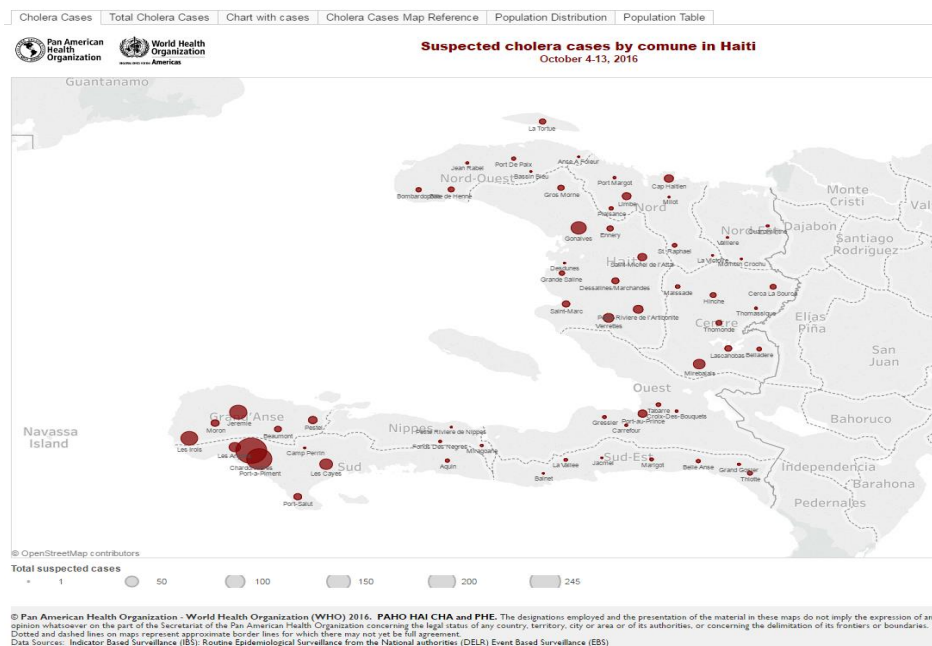 Cholera Cases Total Cholera Cases Chart with cases Cholera Cases Map Reference Population Distribution Population Table
Pan American
Health
Organization
World Health
Organization
Americas
Suspected cholera cases by comune in Haiti
October 4-13, 2016
Guantanamo
La Tortue
Jean Rabel
Port De Paix
Anse A Foleur
Bassin Bleu
Nord-Ouest
Port Margot
Cap Haitien
Bombardopolis
Baie de Henne
Gros Morne
Limbe
Milot
Monte
Cristi
Nord
Plaisance
Gonaives
Ennery
Valliere
Dajabon
Santiago
Rodriguez
St. Raphael
Saint-Michel de l'Attal
La Victoire
Mombin Crochu
Desdunes
Grande Saline
Dessalines/Marchandes
Maissade
Hinche
Cerca La Source
Saint-Marc
Verrettes
Petite Riviere de l'Artibonite
Thomassique
Centre
Thomonde
Elias
Piña
Lascahobas
Belladere
San
Juan
Mirebalais
Ouest
Navassa
Island
Grand'Anse
Jeremie
Moron
Beaumont
Pestel
Nippes
Petite Riviere de Nippes
Gressier
Tabarre
Croix-Des-Bouquets
Port-au-Prince
Carrefour
Bahoruco
Les Irois
Camp Perrin
Fonds Des Negres
Miragoane
Port-a-Piment
Les Cayes
Sud
Aquin
La Vallee
Jacmel
Sud-Est
Marigot
Belle Anse
Grand Gosier
Thiotte
Bainet
Independencia
Barahona
Pedernales
Port-Salut
© OpenStreetMap contributors
Total suspected cases
1 50 100 150 200 245
© Pan American Health Organization - World Health Organization (WHO) 2016. PAHO HAI CHA and PHE. The designations employed and the presentation of the material in these maps do not imply the expression of
opinion whatsoever on the part of the Secretariat of the Pan American Health Organization concerning the legal status of any country, territory, city or area or of its authorities, or concerning the delimitation of its frontiers or boundaries.
Dotted and dashed lines on maps represent approximate border lines for which there may not yet be full agreement.
Data Sources: Indicator Based Surveillance (IBS): Routine Epidemiological Surveillance from the National authorities (DELR) Event Based Surveillance (EBS)